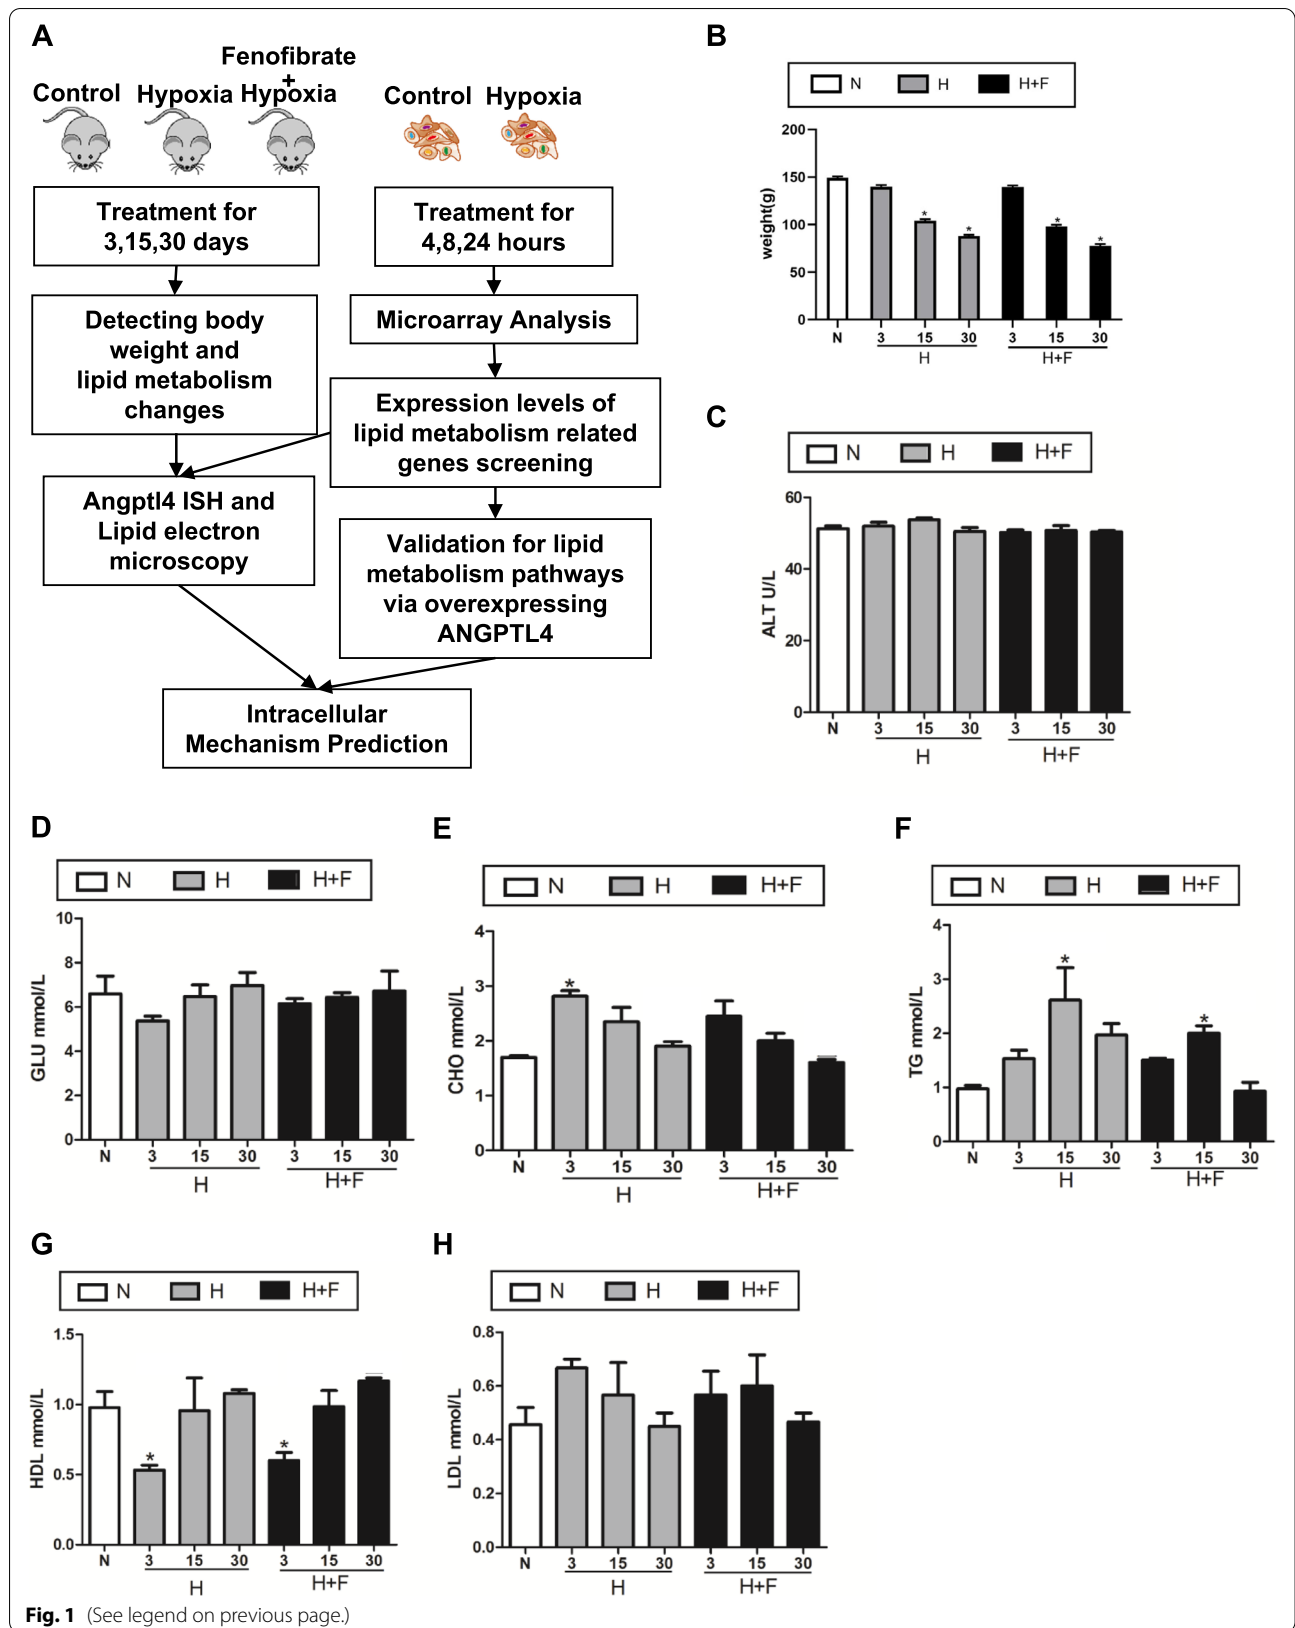 A
Fenofibrate
+
Control Hypoxia Hypoxia
Control Hypoxia
Treatment for
3,15,30 days
Treatment for
4,8,24 hours
Detecting body
weight and
lipid metabolism
changes
Microarray Analysis
Expression levels of
lipid metabolism related
genes screening
Angptl4 ISH and
Lipid electron
microscopy
Validation for lipid
metabolism pathways
via overexpressing
ANGPTL4
Intracellular
Mechanism Prediction
B
N H H+F
200
150
100
50
0
weight(g)
* * * *
N 3 15 30 3 15 30
H H+F
C
N H H+F
60
40
20
0
ALT U/L
N 3 15 30 3 15 30
H H+F
D
N H H+F
10
8
6
4
2
0
GLU mmol/L
N 3 15 30 3 15 30
H H+F
E
N H H+F
4
3
2
1
0
CHO mmol/L
*
N 3 15 30 3 15 30
H H+F
F
N H H+F
4
3
2
1
0
TG mmol/L
* *
N 3 15 30 3 15 30
H H+F
G
N H H+F
1.5
1.0
0.5
0.0
HDL mmol/L
* *
N 3 15 30 3 15 30
H H+F
H
N H H+F
0.8
0.6
0.4
0.2
0.0
LDL mmol/L
N 3 15 30 3 15 30
H H+F
Fig. 1 (See legend on previous page.)